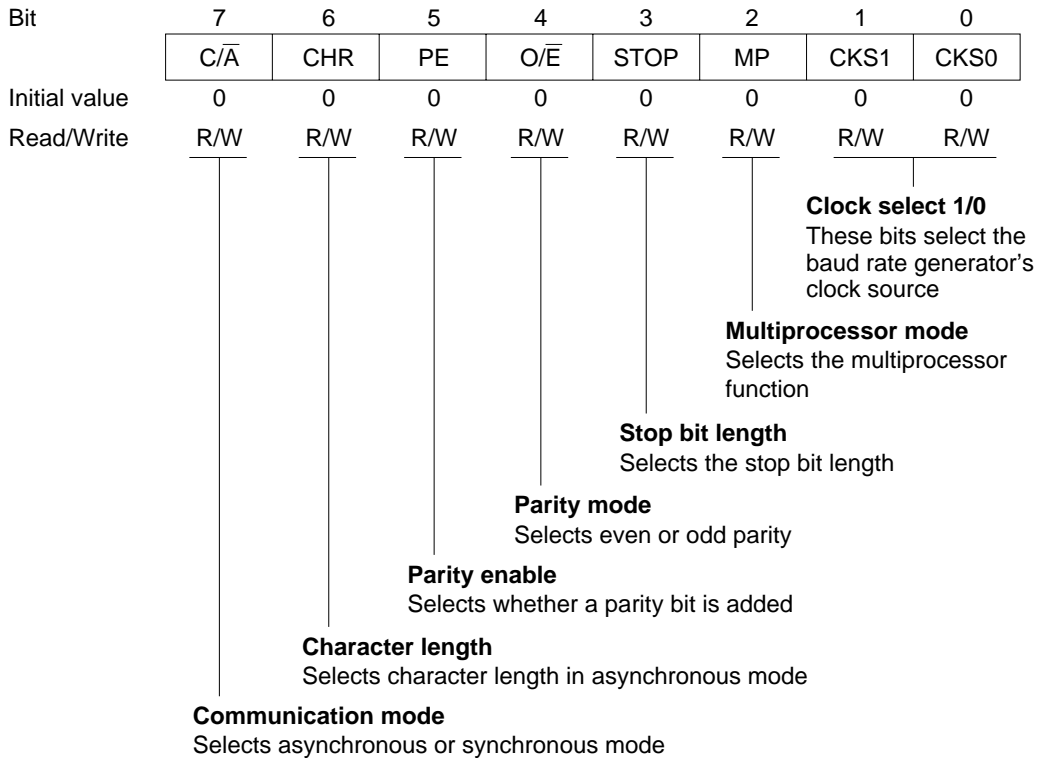 Bit 7 6 5 4 3 2 1 0
C/A̅ CHR PE O/E̅ STOP MP CKS1 CKS0
Initial value 0 0 0 0 0 0 0 0
Read/Write R/W R/W R/W R/W R/W R/W R/W R/W
Clock select 1/0
These bits select the
baud rate generator’s
clock source
Multiprocessor mode
Selects the multiprocessor
function
Stop bit length
Selects the stop bit length
Parity mode
Selects even or odd parity
Parity enable
Selects whether a parity bit is added
Character length
Selects character length in asynchronous mode
Communication mode
Selects asynchronous or synchronous mode